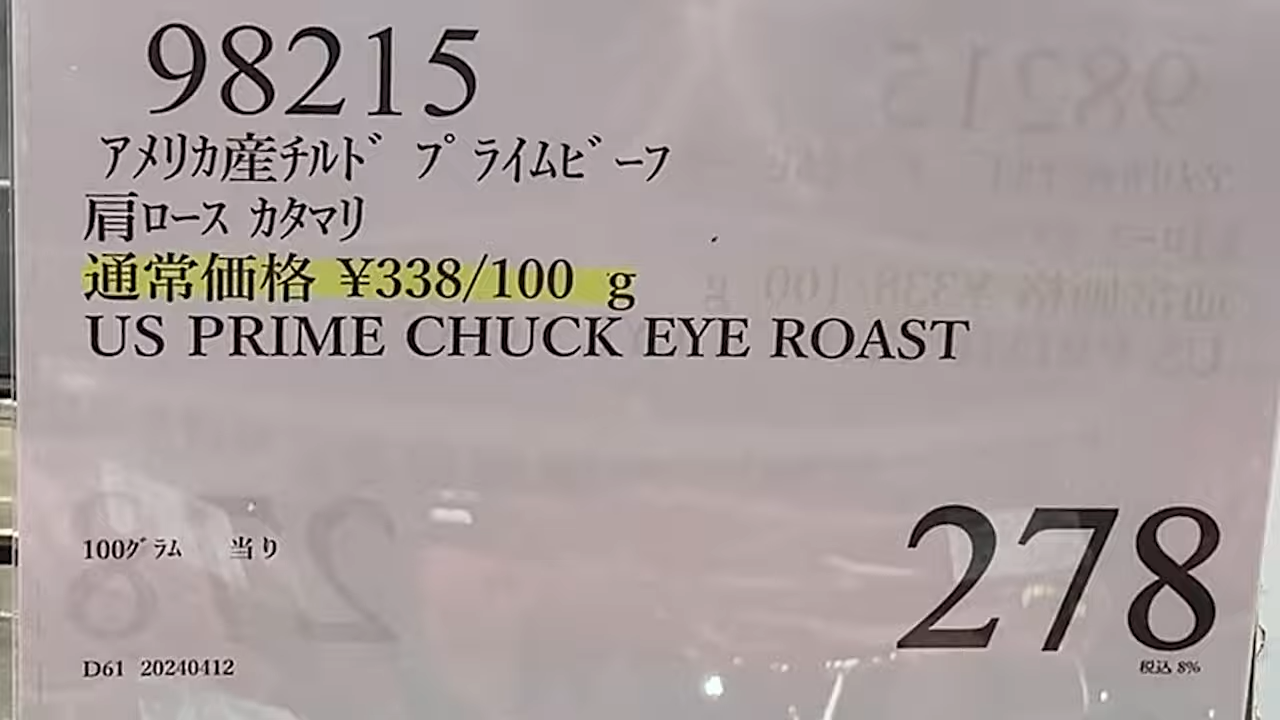 98215
アメリカ産チルド プライムビーフ
肩ロース カタマリ
通常価格 ¥338/100 g
US PRIME CHUCK EYE ROAST
100グラム 当り
278
税込 8%
D61 20240412